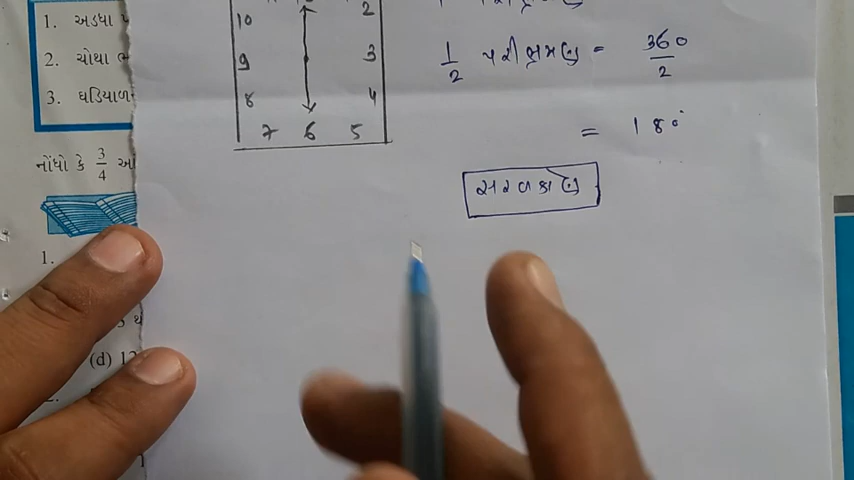 1. અડધા
2. ચોથા ભ
3. ઘડિયાળ
નોંધો કે 3/4 આ
1.
(d) 12
10 2
9 3
8 4
7 6 5
1/2 પરીભ્રમણ = 360/2
= 180°
સરળકોણ